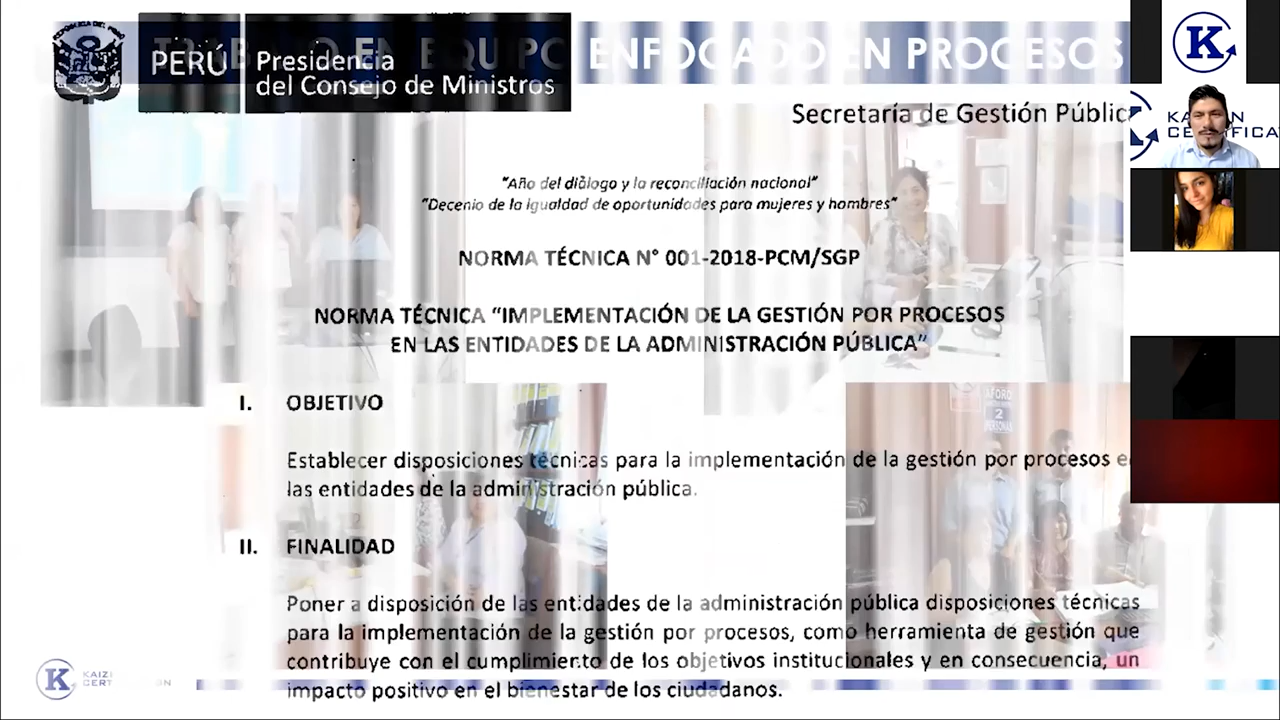 TRABAJO EN EQUIPO ENFOCADO EN PROCESOS
PERÚ
Presidencia
del Consejo de Ministros
Secretaría de Gestión Públic
K
KAIZEN
CERTIFICA
"Año del diálogo y la reconciliación nacional"
"Decenio de la igualdad de oportunidades para mujeres y hombres"
NORMA TÉCNICA N° 001-2018-PCM/SGP
NORMA TÉCNICA "IMPLEMENTACIÓN DE LA GESTIÓN POR PROCESOS
EN LAS ENTIDADES DE LA ADMINISTRACIÓN PÚBLICA"
I. OBJETIVO
AFORO
2
PERSONAS
Establecer disposiciones técnicas para la implementación de la gestión por procesos e
las entidades de la administración pública.
II. FINALIDAD
Poner a disposición de las entidades de la administración pública disposiciones técnicas
para la implementación de la gestión por procesos, como herramienta de gestión que
contribuye con el cumplimiento de los objetivos institucionales y en consecuencia, un
impacto positivo en el bienestar de los ciudadanos.
K